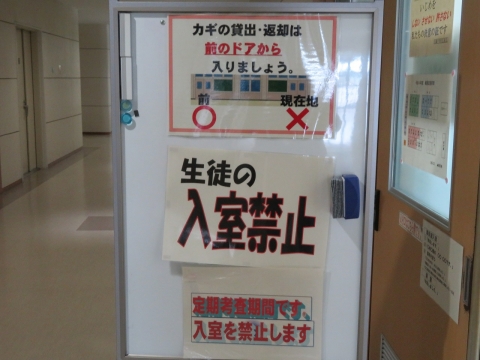 カギの貸出・返却は
前のドアから
入りましょう。
前
現在地
生徒の
入室禁止
定期考査期間です。
入室を禁止します